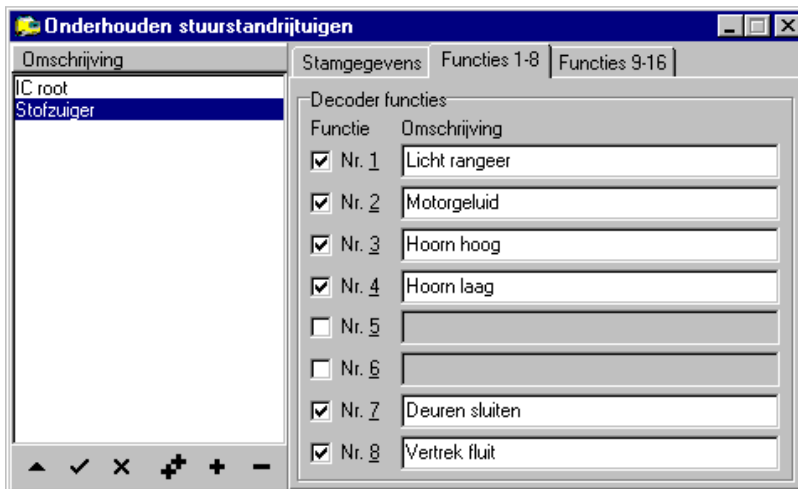 Onderhouden stuurstandrijtuigen
Omschrijving
IC root
Stofzuiger
Stamgegevens Functies 1-8 Functies 9-16
Decoder functies
Functie Omschrijving
Nr. 1 Licht rangeer
Nr. 2 Motorgeluid
Nr. 3 Hoorn hoog
Nr. 4 Hoorn laag
Nr. 5
Nr. 6
Nr. 7 Deuren sluiten
Nr. 8 Vertrek fluit